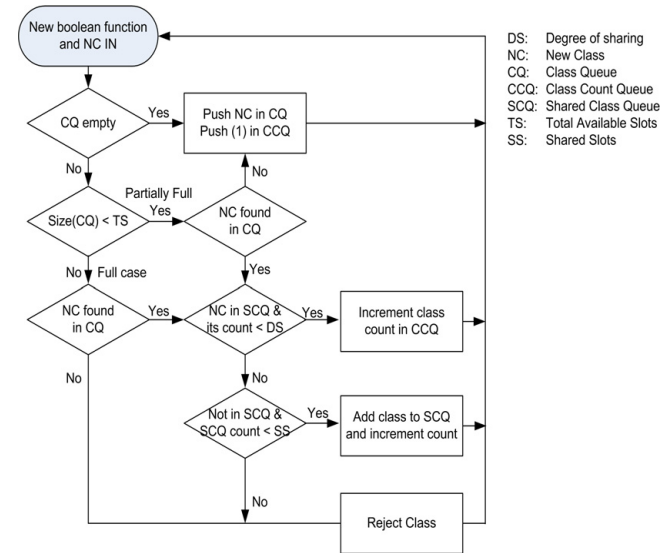 New boolean function
and NC IN
DS: Degree of sharing
NC: New Class
CQ: Class Queue
CCQ: Class Count Queue
SCQ: Shared Class Queue
TS: Total Available Slots
SS: Shared Slots
CQ empty
Yes
Push NC in CQ
Push (1) in CCQ
No
No
Partially Full
Size(CQ) < TS
Yes
NC found
in CQ
No
Full case
Yes
NC found
in CQ
Yes
NC in SCQ &
its count < DS
Yes
Increment class
count in CCQ
No
No
Not in SCQ &
SCQ count < SS
Yes
Add class to SCQ
and increment count
No
Reject Class